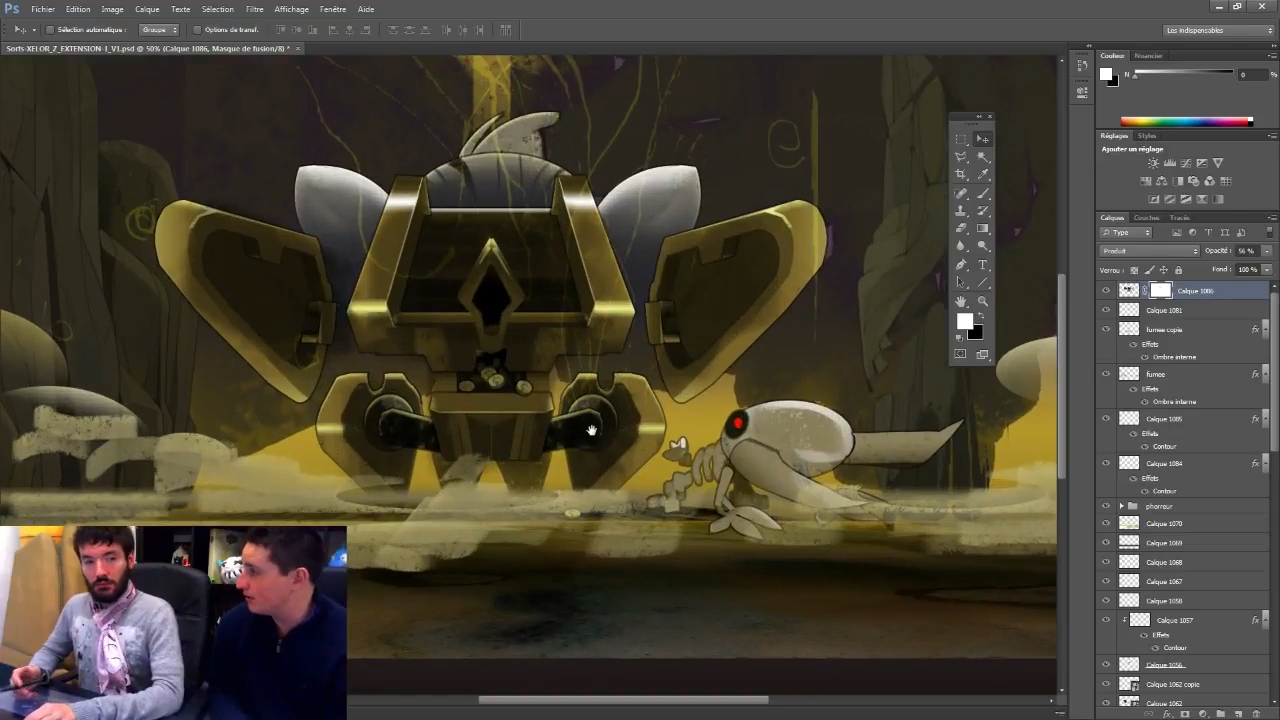 Ps Fichier Edition Image Calque Texte Sélection Filtre Affichage Fenêtre Aide
Sélection automatique : Groupe Options de transf. Les indispensables
Sorts-XELOR_Z_EXTENSION-I_V1.psd @ 50% (Calque 1086, Masque de fusion/8) *
Couleur Nuancier
N 0 %
Réglages Styles
Ajouter un réglage
Calques Couches Tracés
Type
Produit Opacité : 56 %
Verrou : Fond : 100 %
Calque 1086
Calque 1081
fumee copie
Effets
Ombre interne
fumee
Effets
Ombre interne
Calque 1085
Effets
Contour
Calque 1084
Effets
Contour
phorreur
Calque 1070
Calque 1069
Calque 1068
Calque 1067
Calque 1058
Calque 1057
Effets
Contour
Calque 1056
Calque 1062 copie
Calque 1062